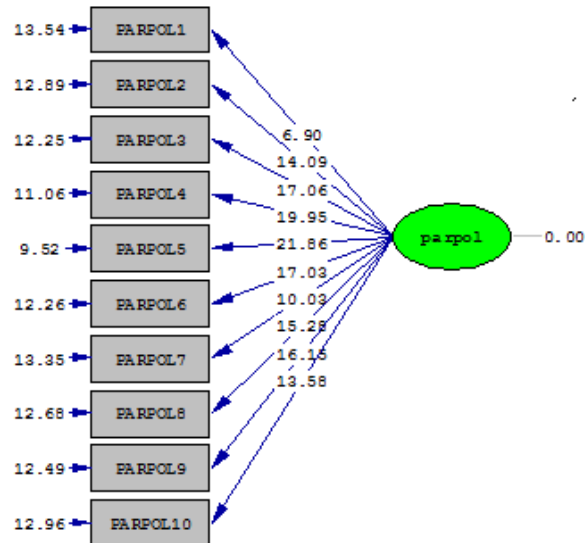 13.54 PARPOL1
12.89 PARPOL2
12.25 PARPOL3
11.06 PARPOL4
9.52 PARPOL5
12.26 PARPOL6
13.35 PARPOL7
12.68 PARPOL8
12.49 PARPOL9
12.96 PARPOL10
6.90
14.09
17.06
19.95
21.86
17.03
10.03
15.28
16.15
13.58
parpol
0.00